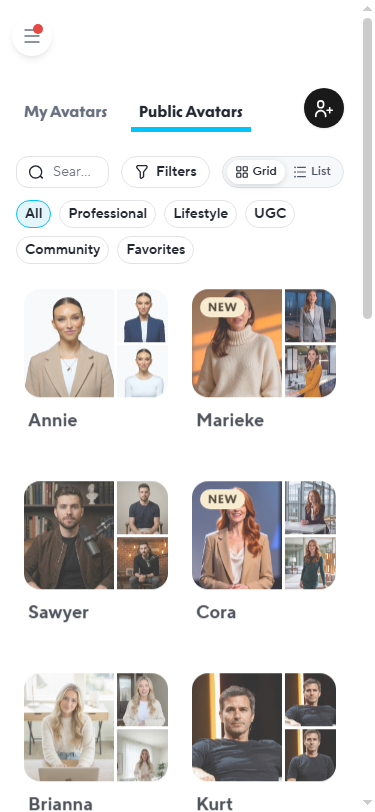 My Avatars Public Avatars
Sear... Filters Grid List
All Professional Lifestyle UGC
Community Favorites
NEW
Annie Marieke
NEW
Sawyer Cora
Brianna Kurt